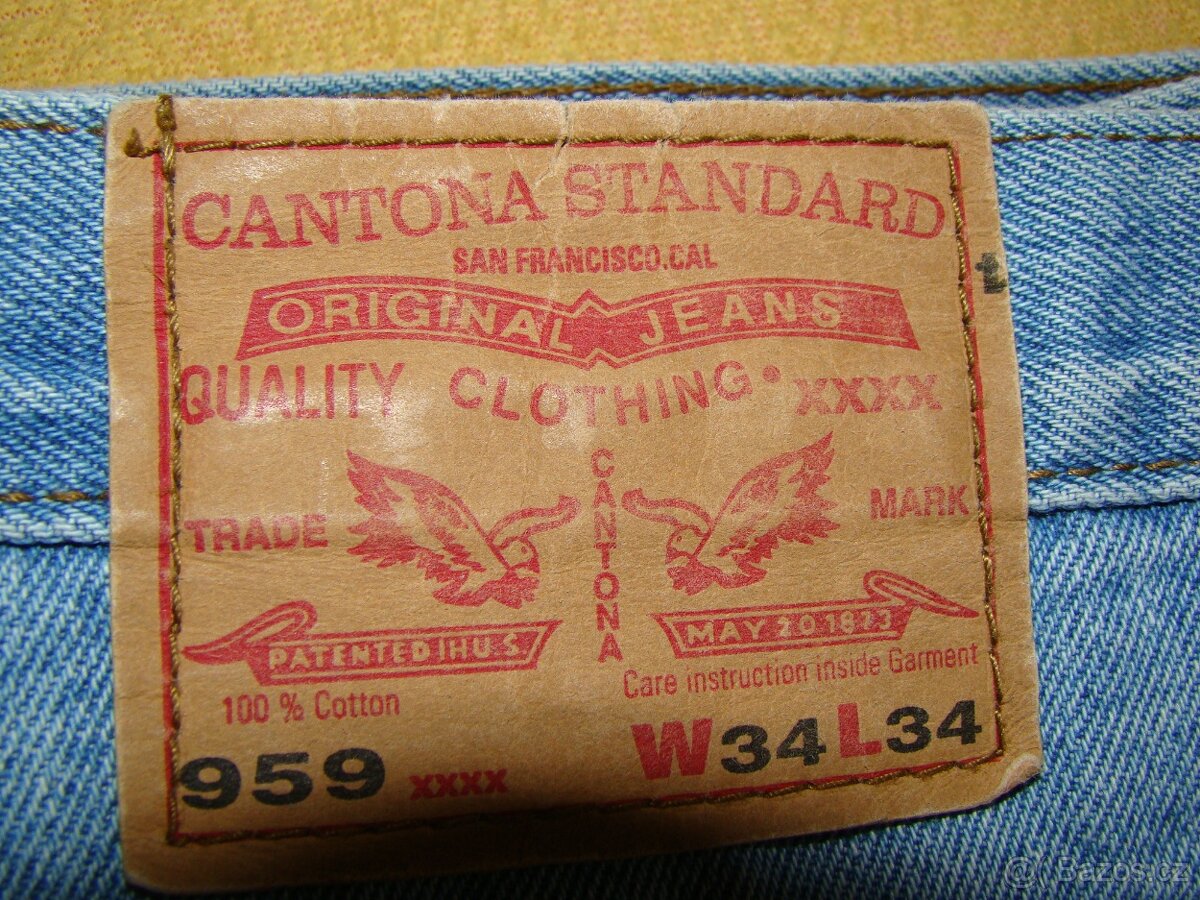 CANTONA STANDARD
SAN FRANCISCO.CAL
t
ORIGINAL JEANS
QUALITY CLOTHING • XXXX
TRADE
CANTONA
MARK
PATENTED IHU S.
MAY 20.1823
100 % Cotton
Care instruction inside Garment
959 XXXX
W34 L34
Bazos.cz